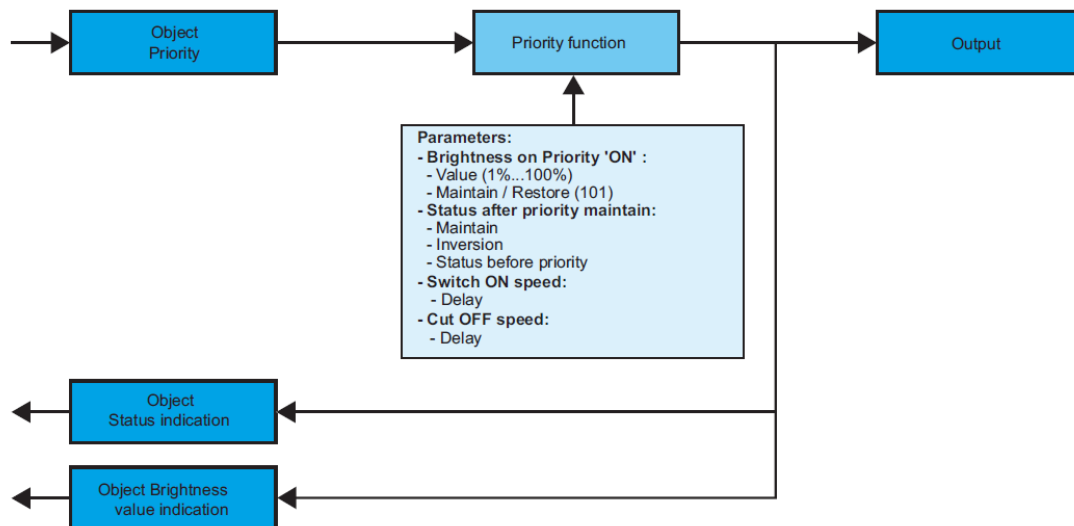 Object
Priority
Priority function
Output
Parameters:
- Brightness on Priority 'ON' :
- Value (1%...100%)
- Maintain / Restore (101)
- Status after priority maintain:
- Maintain
- Inversion
- Status before priority
- Switch ON speed:
- Delay
- Cut OFF speed:
- Delay
Object
Status indication
Object Brightness
value indication